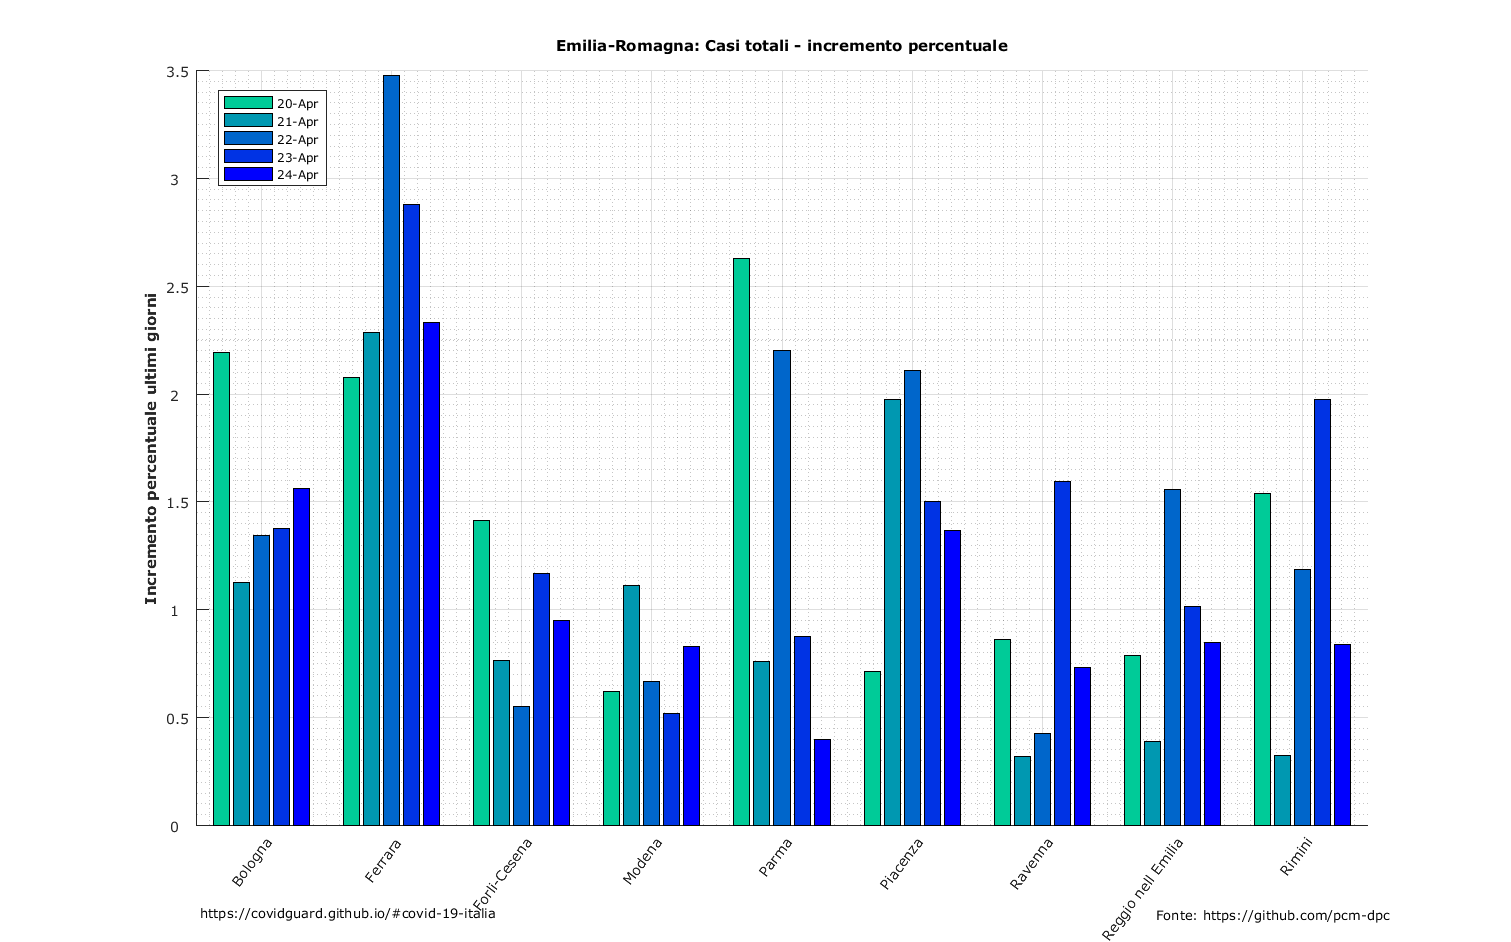 Emilia-Romagna: Casi totali - incremento percentuale
3.5
3
2.5
2
1.5
1
0.5
0
20-Apr
21-Apr
22-Apr
23-Apr
24-Apr
Incremento percentuale ultimi giorni
Bologna
Ferrara
Forlì-Cesena
Modena
Parma
Piacenza
Ravenna
Reggio nell Emilia
Rimini
https://covidguard.github.io/#covid-19-italia
Fonte: https://github.com/pcm-dpc